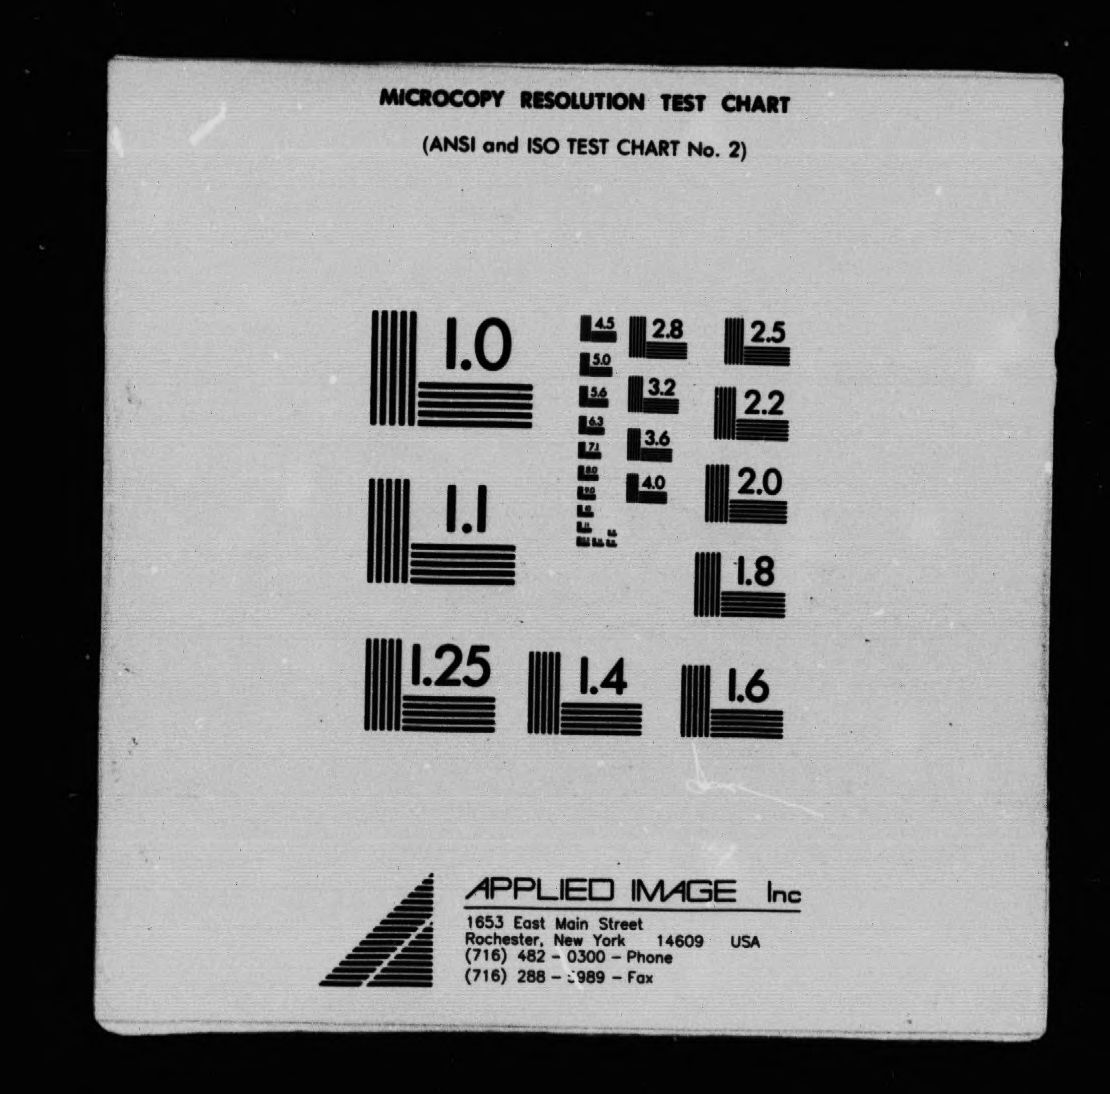 MICROCOPY RESOLUTION TEST CHART
(ANSI and ISO TEST CHART No. 2)
1.0
1.1
1.25
1.4
1.6
1.8
2.0
2.2
2.5
2.8
3.2
3.6
4.0
4.5
5.0
5.6
6.3
7.1
8.0
9.0
APPLIED IMAGE Inc
1653 East Main Street
Rochester, New York 14609 USA
(716) 482 - 0300 - Phone
(716) 288 - 989 - Fax